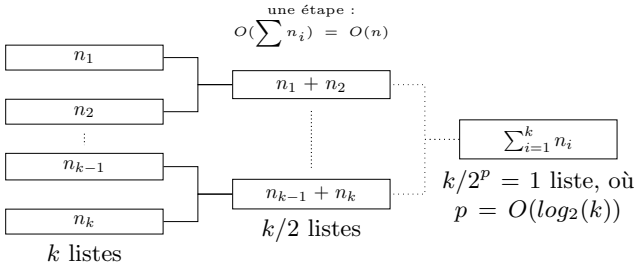 une étape :
O(∑ n_i) = O(n)
n_1
n_2
n_{k−1}
n_k
k listes
n_1 + n_2
n_{k−1} + n_k
k/2 listes
∑_{i=1}^{k} n_i
k/2^p = 1 liste, où
p = O(log_2(k))